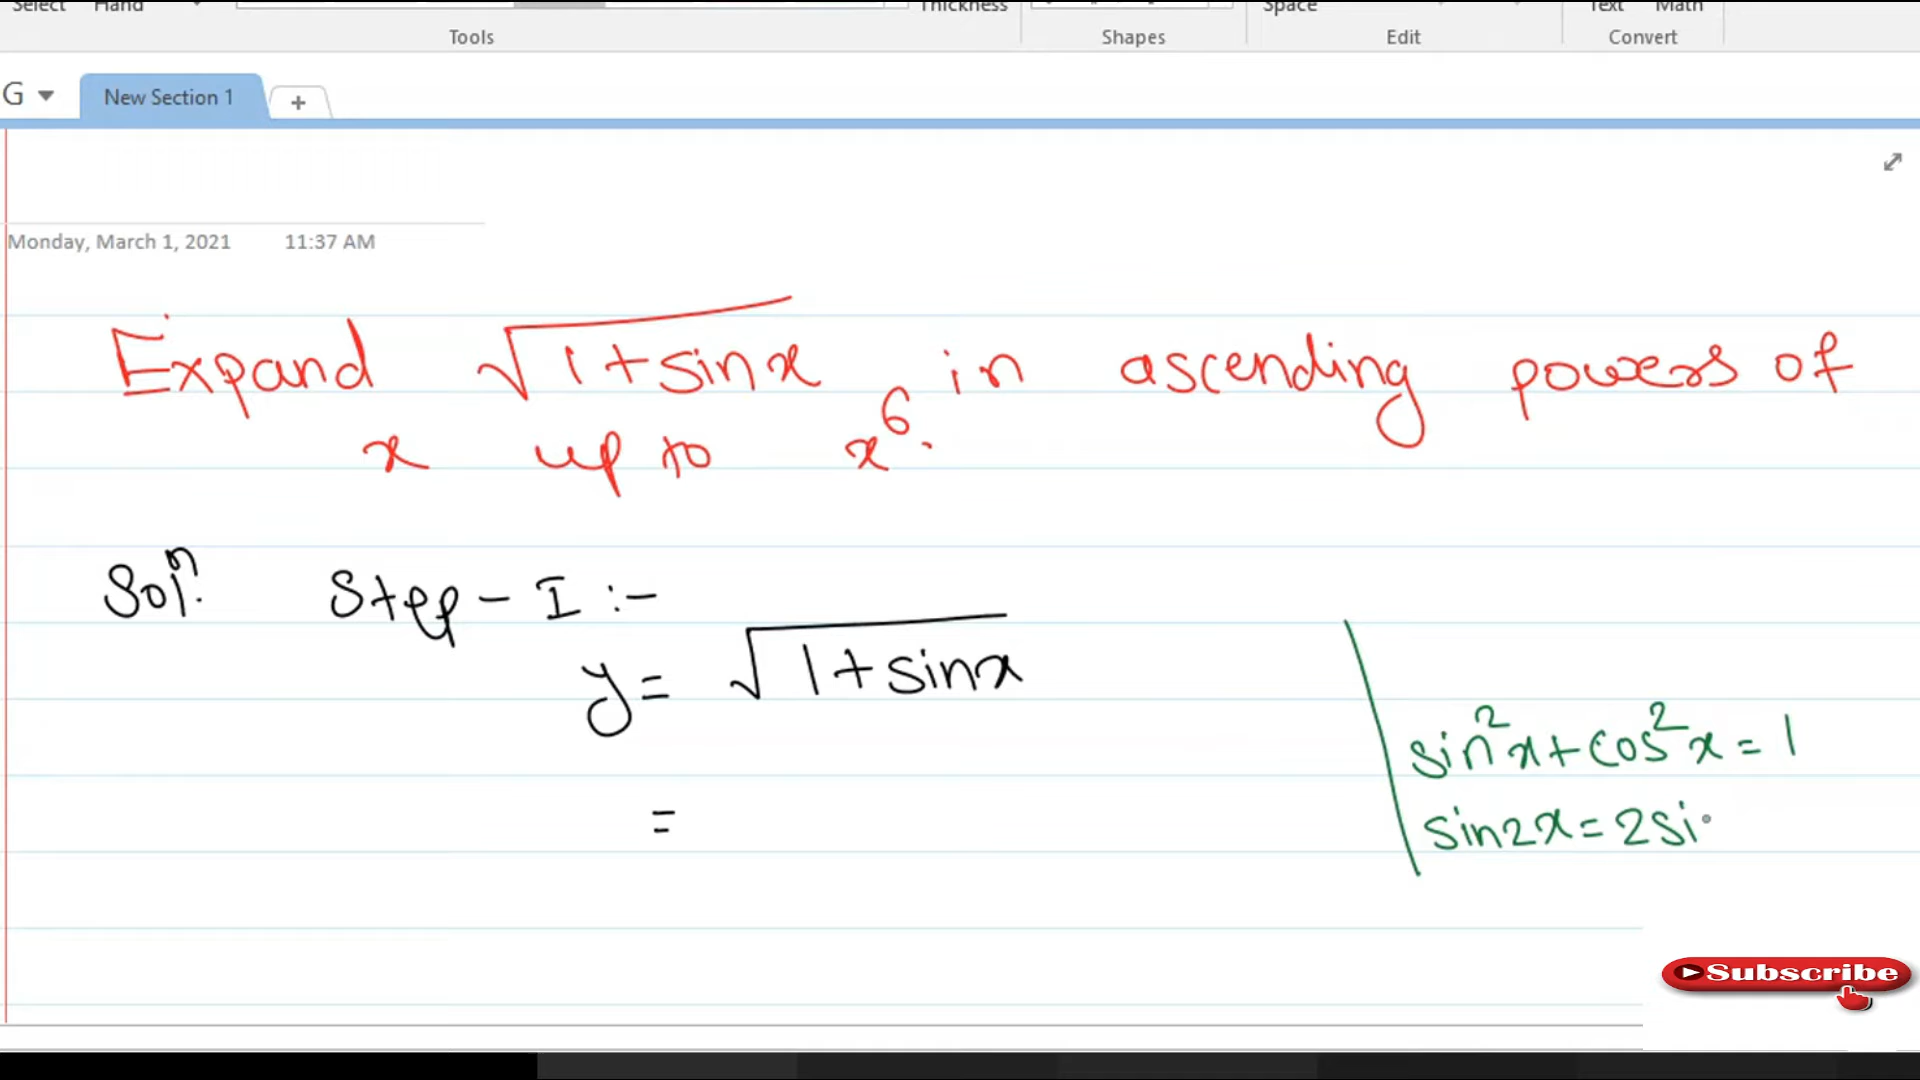 Select Hand Thickness Space Text Math
Tools Shapes Edit Convert
G New Section 1 +
Monday, March 1, 2021 11:37 AM
Expand √1+sinx in ascending powers of
x up to x⁶.
Solⁿ. Step - I :-
y = √1+sinx
sin²x+cos²x=1
=
sin2x=2si
Subscribe